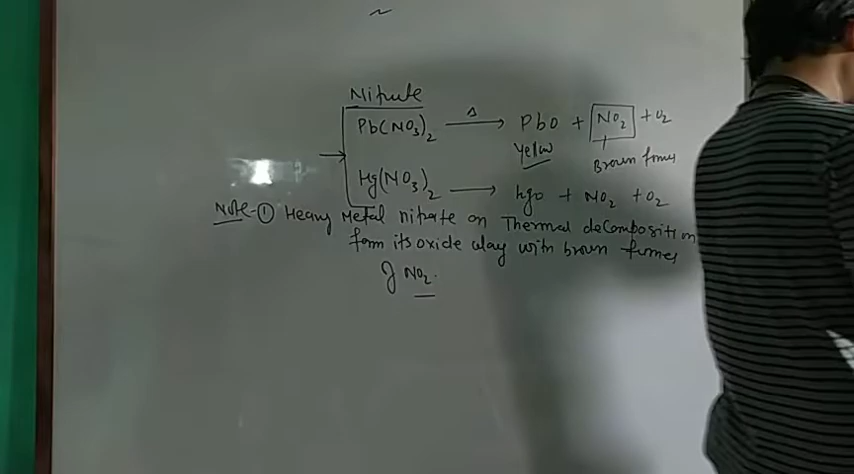 Nitrate
Pb(NO3)2 Δ→ PbO + NO2 + O2
Yellow Brown fumes
Hg(NO3)2 → HgO + NO2 + O2
Note-① Heavy Metal nitrate on Thermal decomposition
form its oxide alay with brown fumes
of NO2.